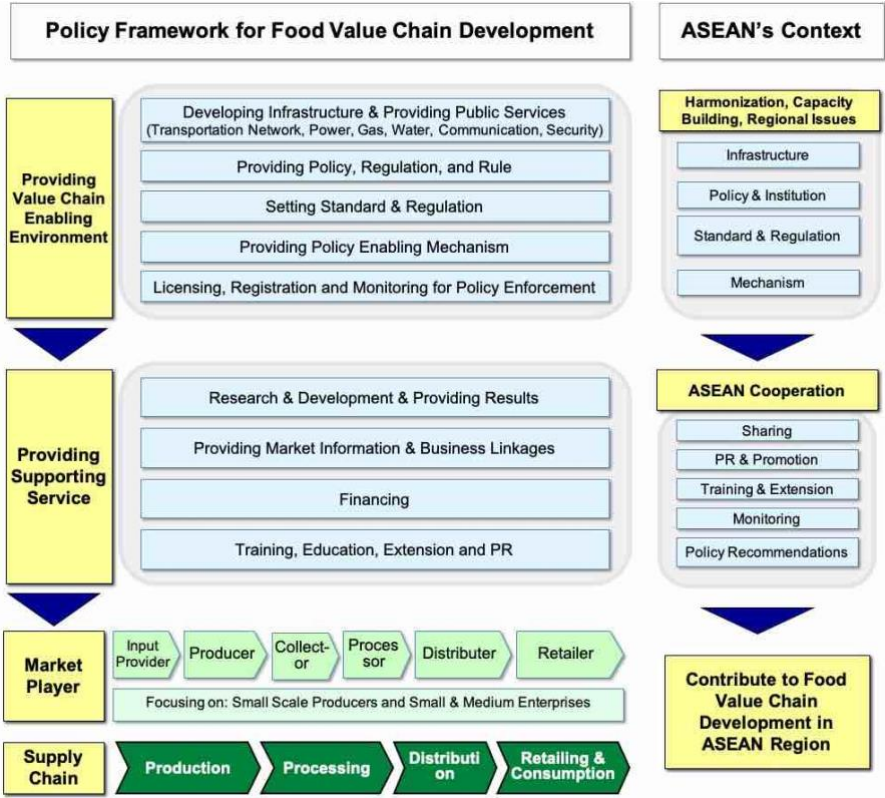 Policy Framework for Food Value Chain Development
ASEAN's Context
Providing
Value Chain
Enabling
Environment
Developing Infrastructure & Providing Public Services
(Transportation Network, Power, Gas, Water, Communication, Security)
Providing Policy, Regulation, and Rule
Setting Standard & Regulation
Providing Policy Enabling Mechanism
Licensing, Registration and Monitoring for Policy Enforcement
Harmonization, Capacity
Building, Regional Issues
Infrastructure
Policy & Institution
Standard & Regulation
Mechanism
Providing
Supporting
Service
Research & Development & Providing Results
Providing Market Information & Business Linkages
Financing
Training, Education, Extension and PR
ASEAN Cooperation
Sharing
PR & Promotion
Training & Extension
Monitoring
Policy Recommendations
Market
Player
Input
Provider
Producer
Collect-
or
Proces
sor
Distributer
Retailer
Focusing on: Small Scale Producers and Small & Medium Enterprises
Contribute to Food
Value Chain
Development in
ASEAN Region
Supply
Chain
Production
Processing
Distributi
on
Retailing &
Consumption